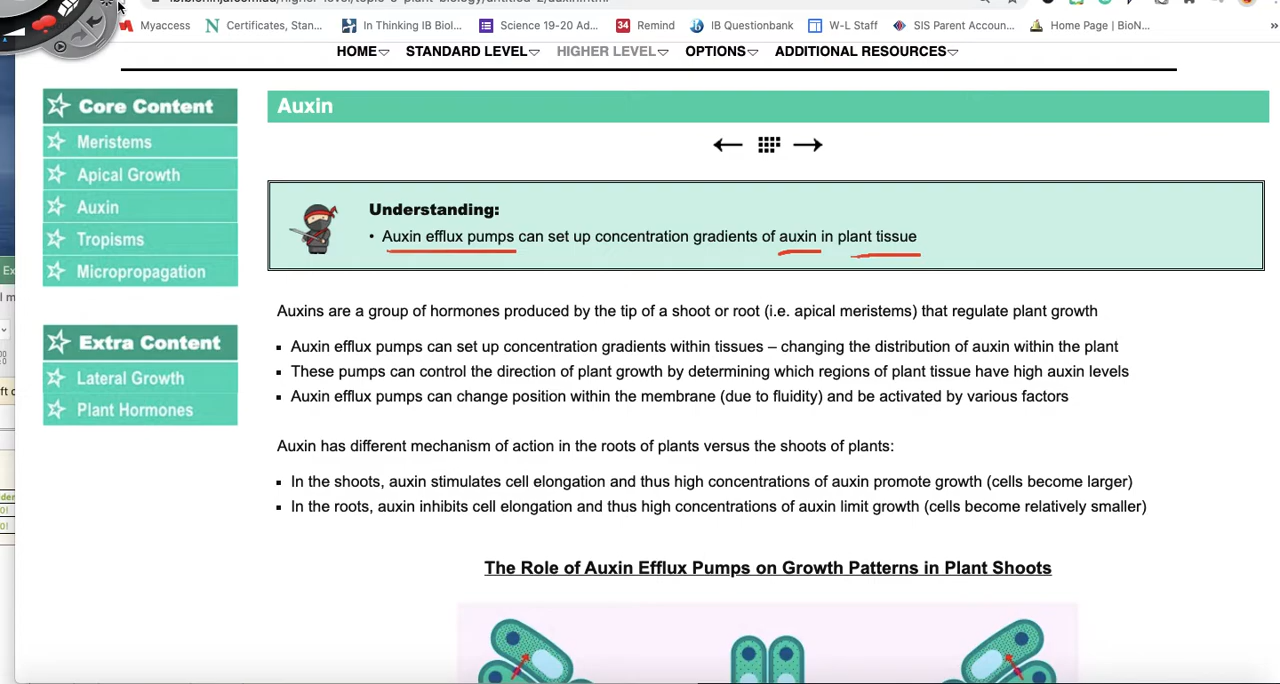 Myaccess
Certificates, Stan...
In Thinking IB Biol...
Science 19-20 Ad...
34 Remind
IB Questionbank
W-L Staff
SIS Parent Accoun...
Home Page | BioN...
»
HOME
STANDARD LEVEL
HIGHER LEVEL
OPTIONS
ADDITIONAL RESOURCES
Core Content
Meristems
Apical Growth
Auxin
Tropisms
Micropropagation
Extra Content
Lateral Growth
Plant Hormones
Auxin
Understanding:
• Auxin efflux pumps can set up concentration gradients of auxin in plant tissue
Auxins are a group of hormones produced by the tip of a shoot or root (i.e. apical meristems) that regulate plant growth
▪ Auxin efflux pumps can set up concentration gradients within tissues – changing the distribution of auxin within the plant
▪ These pumps can control the direction of plant growth by determining which regions of plant tissue have high auxin levels
▪ Auxin efflux pumps can change position within the membrane (due to fluidity) and be activated by various factors
Auxin has different mechanism of action in the roots of plants versus the shoots of plants:
▪ In the shoots, auxin stimulates cell elongation and thus high concentrations of auxin promote growth (cells become larger)
▪ In the roots, auxin inhibits cell elongation and thus high concentrations of auxin limit growth (cells become relatively smaller)
The Role of Auxin Efflux Pumps on Growth Patterns in Plant Shoots